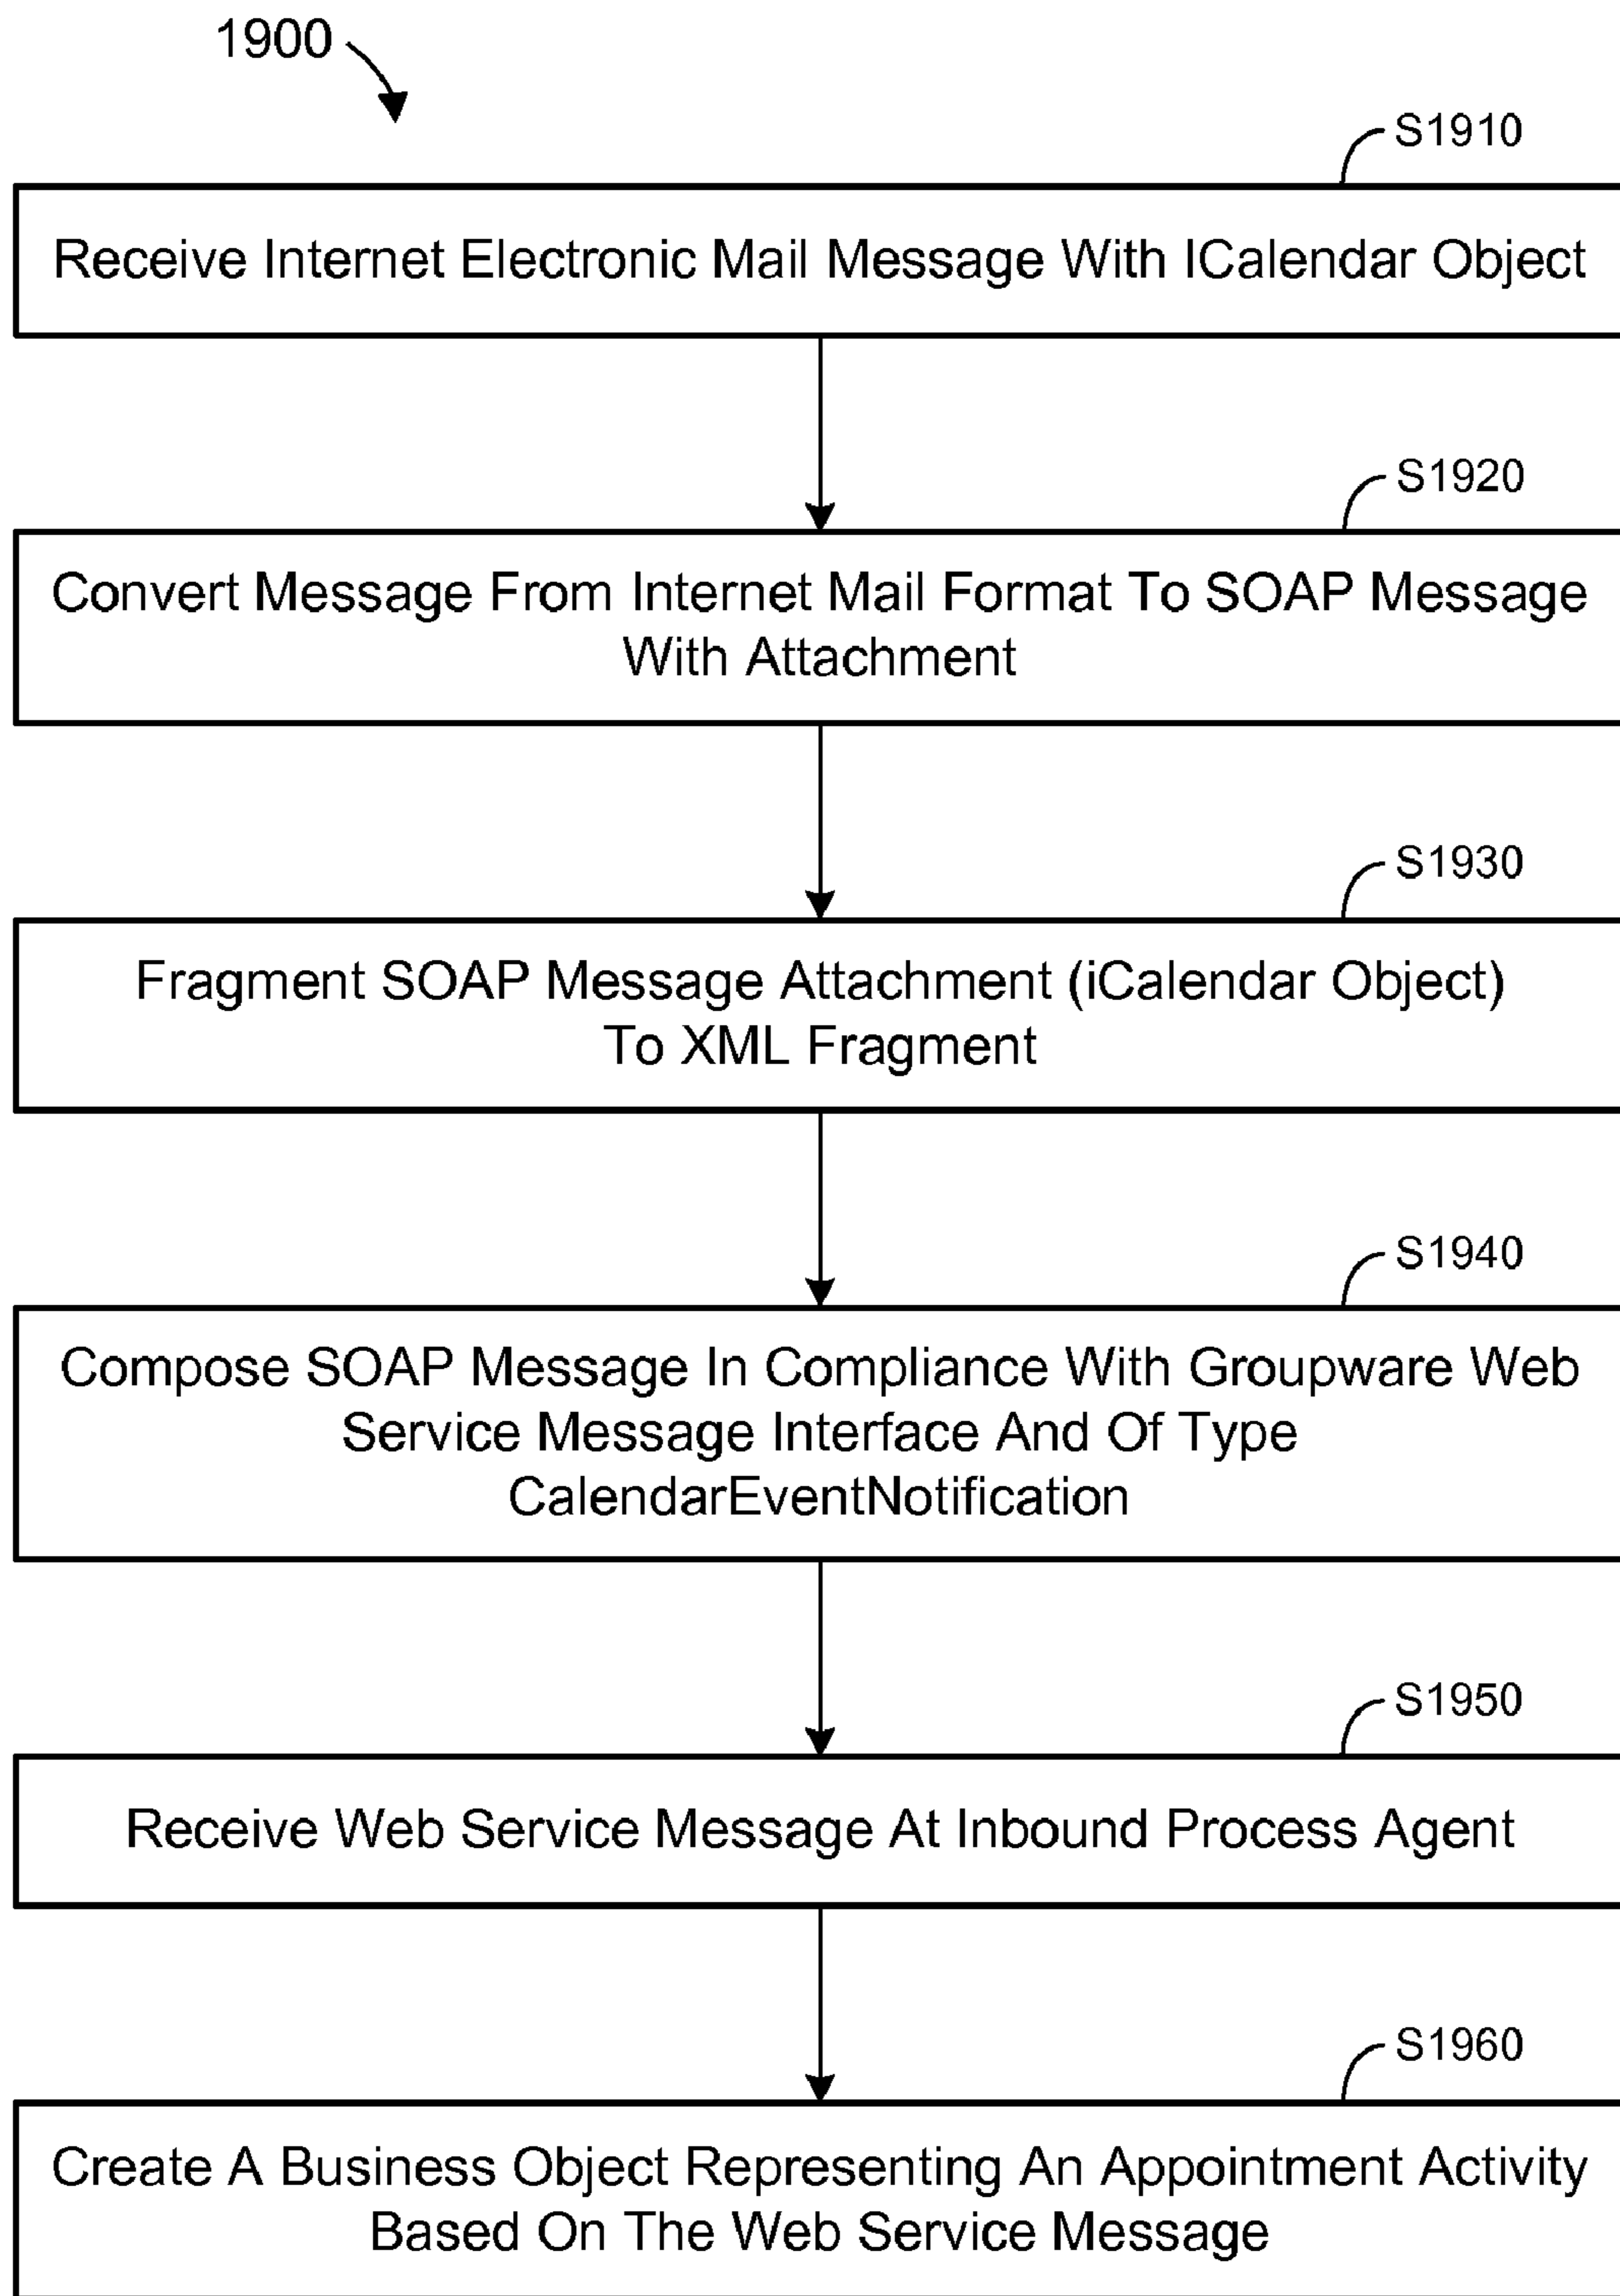 1900
S1910
Receive Internet Electronic Mail Message With ICalendar Object
S1920
Convert Message From Internet Mail Format To SOAP Message
With Attachment
S1930
Fragment SOAP Message Attachment (iCalendar Object)
To XML Fragment
S1940
Compose SOAP Message In Compliance With Groupware Web
Service Message Interface And Of Type
CalendarEventNotification
S1950
Receive Web Service Message At Inbound Process Agent
S1960
Create A Business Object Representing An Appointment Activity
Based On The Web Service Message